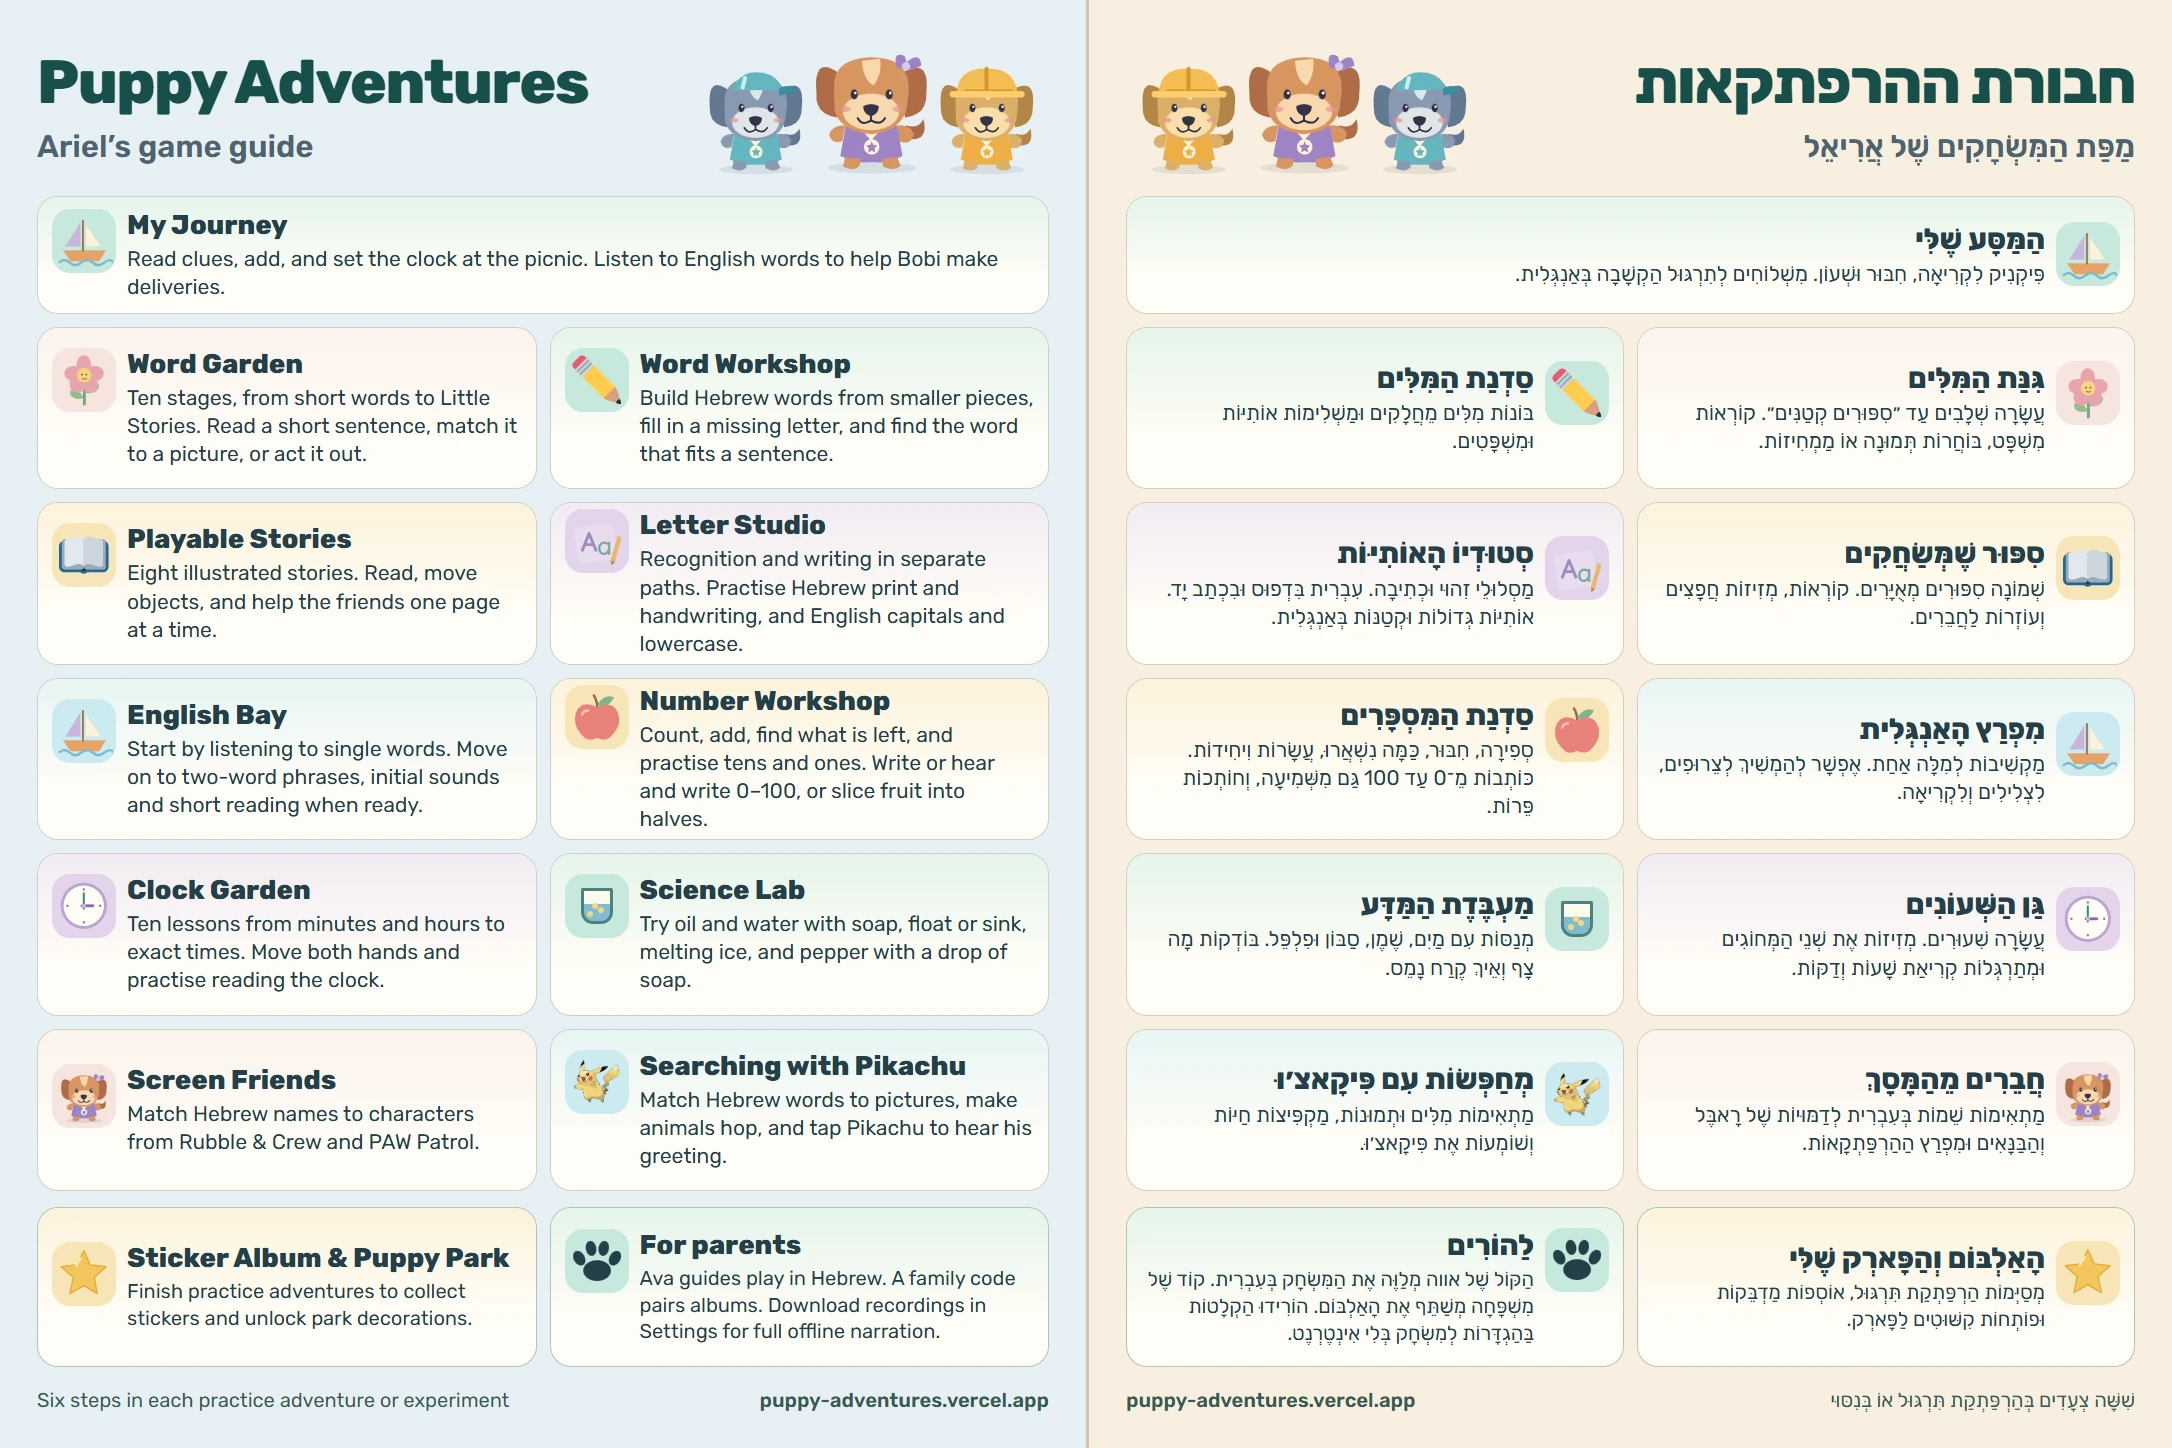 Puppy Adventures
Ariel's game guide
My Journey
Read clues, add, and set the clock at the picnic. Listen to English words to help Bobi make
deliveries.
Word Garden
Ten stages, from short words to Little
Stories. Read a short sentence, match it
to a picture, or act it out.
Word Workshop
Build Hebrew words from smaller pieces,
fill in a missing letter, and find the word
that fits a sentence.
Playable Stories
Eight illustrated stories. Read, move
objects, and help the friends one page
at a time.
Letter Studio
Recognition and writing in separate
paths. Practise Hebrew print and
handwriting, and English capitals and
lowercase.
English Bay
Start by listening to single words. Move
on to two-word phrases, initial sounds
and short reading when ready.
Number Workshop
Count, add, find what is left, and
practise tens and ones. Write or hear
and write 0–100, or slice fruit into
halves.
Clock Garden
Ten lessons from minutes and hours to
exact times. Move both hands and
practise reading the clock.
Science Lab
Try oil and water with soap, float or sink,
melting ice, and pepper with a drop of
soap.
Screen Friends
Match Hebrew names to characters
from Rubble & Crew and PAW Patrol.
Searching with Pikachu
Match Hebrew words to pictures, make
animals hop, and tap Pikachu to hear his
greeting.
Sticker Album & Puppy Park
Finish practice adventures to collect
stickers and unlock park decorations.
For parents
Ava guides play in Hebrew. A family code
pairs albums. Download recordings in
Settings for full offline narration.
Six steps in each practice adventure or experiment
puppy-adventures.vercel.app
חבורת ההרפתקאות
מַפַּת הַמִּשְׂחָקִים שֶׁל אֲרִיאֵל
הַמַּסָּע שֶׁלִּי
פִּיקְנִיק לִקְרִיאָה, חִבּוּר וּשְׁעוֹן. מִשְׁלוֹחִים לְתִרְגּוּל הַקְשָׁבָה בְּאַנְגְּלִית.
גִּנַּת הַמִּלִּים
עֲשָׂרָה שְׁלָבִים עַד ״סִפּוּרִים קְטַנִּים״. קוֹרְאוֹת
מִשְׁפָּט, בּוֹחֲרוֹת תְּמוּנָה אוֹ מַמְחִיזוֹת.
סַדְנַת הַמִּלִּים
בּוֹנוֹת מִלִּים מֵחֲלָקִים וּמַשְׁלִימוֹת אוֹתִיּוֹת
וּמִשְׁפָּטִים.
סִפּוּר שֶׁמְּשַׂחֲקִים
שְׁמוֹנָה סִפּוּרִים מְאֻיָּרִים. קוֹרְאוֹת, מְזִיזוֹת חֲפָצִים
וְעוֹזְרוֹת לַחֲבֵרִים.
סְטוּדְיוֹ הָאוֹתִיּוֹת
מַסְלוּלֵי זִהוּי וּכְתִיבָה. עִבְרִית בִּדְפוּס וּבִכְתַב יָד.
אוֹתִיּוֹת גְּדוֹלוֹת וּקְטַנּוֹת בְּאַנְגְּלִית.
מִפְרַץ הָאַנְגְּלִית
מַקְשִׁיבוֹת לְמִלָּה אַחַת. אֶפְשָׁר לְהַמְשִׁיךְ לְצֵרוּפִים,
לִצְלִילִים וְלִקְרִיאָה.
סַדְנַת הַמִּסְפָּרִים
סְפִירָה, חִבּוּר, כַּמָּה נִשְׁאֲרוּ, עֲשָׂרוֹת וִיחִידוֹת.
כּוֹתְבוֹת מ־0 עַד 100 גַּם מִשְּׁמִיעָה, וְחוֹתְכוֹת
פֵּרוֹת.
גַּן הַשְּׁעוֹנִים
עֲשָׂרָה שִׁעוּרִים. מְזִיזוֹת אֶת שְׁנֵי הַמְּחוֹגִים
וּמְתַרְגְּלוֹת קְרִיאַת שָׁעוֹת וְדַקּוֹת.
מַעְבֶּדֶת הַמַּדָּע
מְנַסּוֹת עִם מַיִם, שֶׁמֶן, סַבּוֹן וּפִלְפֵּל. בּוֹדְקוֹת מָה
צָף וְאֵיךְ קֶרַח נָמֵס.
חֲבֵרִים מֵהַמָּסָךְ
מַתְאִימוֹת שֵׁמוֹת בְּעִבְרִית לְדַמּוּיוֹת שֶׁל רָאבֶּל
וְהַבַּנָּאִים וּמִפְרַץ הַהַרְפַּתְקָאוֹת.
מְחַפְּשׂוֹת עִם פִּיקָאצ׳וּ
מַתְאִימוֹת מִלִּים וּתְמוּנוֹת, מַקְפִּיצוֹת חַיּוֹת
וְשׁוֹמְעוֹת אֶת פִּיקָאצ׳וּ.
הָאַלְבּוֹם וְהַפָּארְק שֶׁלִּי
מְסַיְּמוֹת הַרְפַּתְקַת תִּרְגּוּל, אוֹסְפוֹת מַדְבֵּקוֹת
וּפוֹתְחוֹת קִשּׁוּטִים לַפָּארְק.
לַהוֹרִים
הַקּוֹל שֶׁל אווה מְלַוֶּה אֶת הַמִּשְׂחָק בְּעִבְרִית. קוֹד שֶׁל
מִשְׁפָּחָה מְשַׁתֵּף אֶת הָאַלְבּוֹם. הוֹרִידוּ הַקְלָטוֹת
בַּהַגְדָּרוֹת לְמִשְׂחָק בְּלִי אִינְטֶרְנֶט.
שִׁשָּׁה צְעָדִים בְּהַרְפַּתְקַת תִּרְגּוּל אוֹ בְּנִסּוּי
puppy-adventures.vercel.app